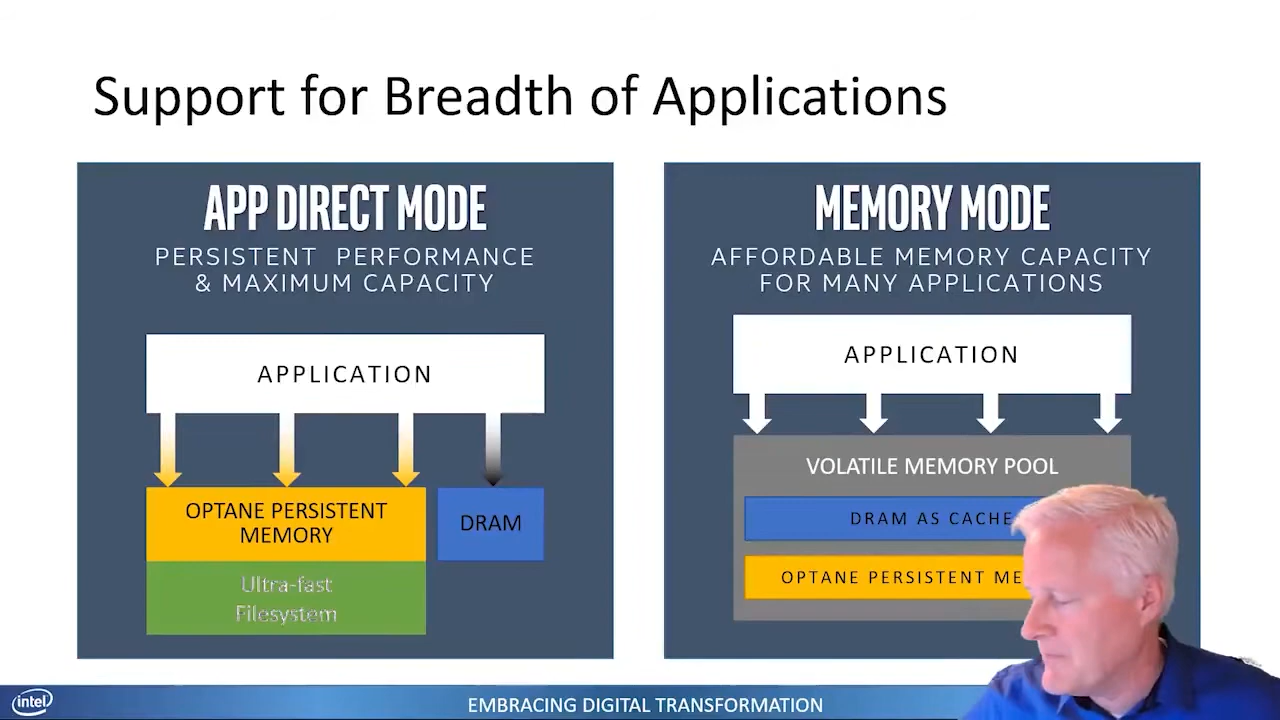 Support for Breadth of Applications
APP DIRECT MODE
PERSISTENT PERFORMANCE
& MAXIMUM CAPACITY
APPLICATION
OPTANE PERSISTENT
MEMORY
DRAM
Ultra-fast
Filesystem
MEMORY MODE
AFFORDABLE MEMORY CAPACITY
FOR MANY APPLICATIONS
APPLICATION
VOLATILE MEMORY POOL
DRAM AS CACHE
OPTANE PERSISTENT ME
intel
EMBRACING DIGITAL TRANSFORMATION